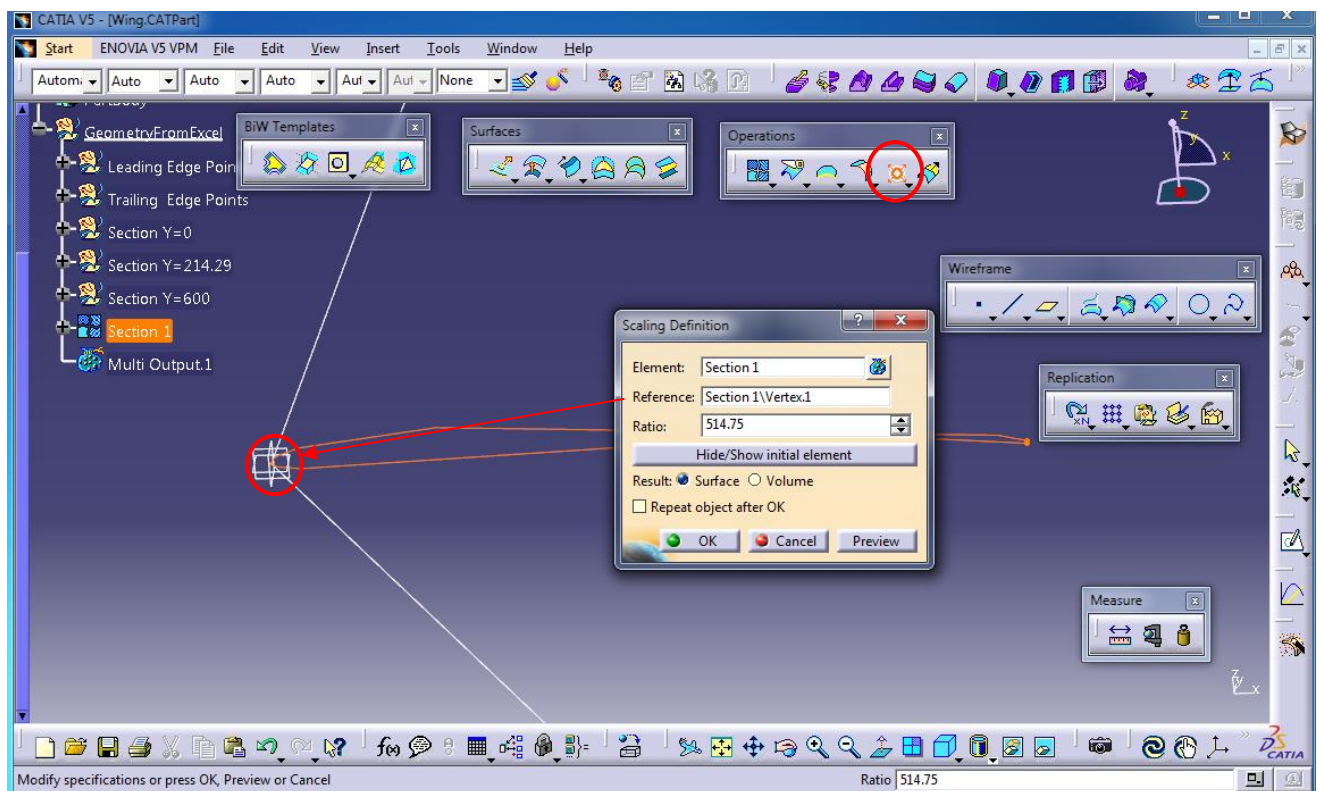 CATIA V5 - [Wing.CATPart]
Start ENOVIA V5 VPM File Edit View Insert Tools Window Help
Auto Auto Auto None
GeometryFromExcel
BiW Templates
Surfaces
Operations
Leading Edge Poin
Trailing Edge Points
Section Y=0
Section Y=214.29
Section Y=600
Section 1
Multi Output.1
z
x
Wireframe
Scaling Definition
Element: Section 1
Reference: Section 1\Vertex.1
Ratio: 514.75
Hide/Show initial element
Result: Surface Volume
Repeat object after OK
OK Cancel Preview
Replication
Measure
z
y
x
f(x)
CATIA
Modify specifications or press OK, Preview or Cancel
Ratio 514.75